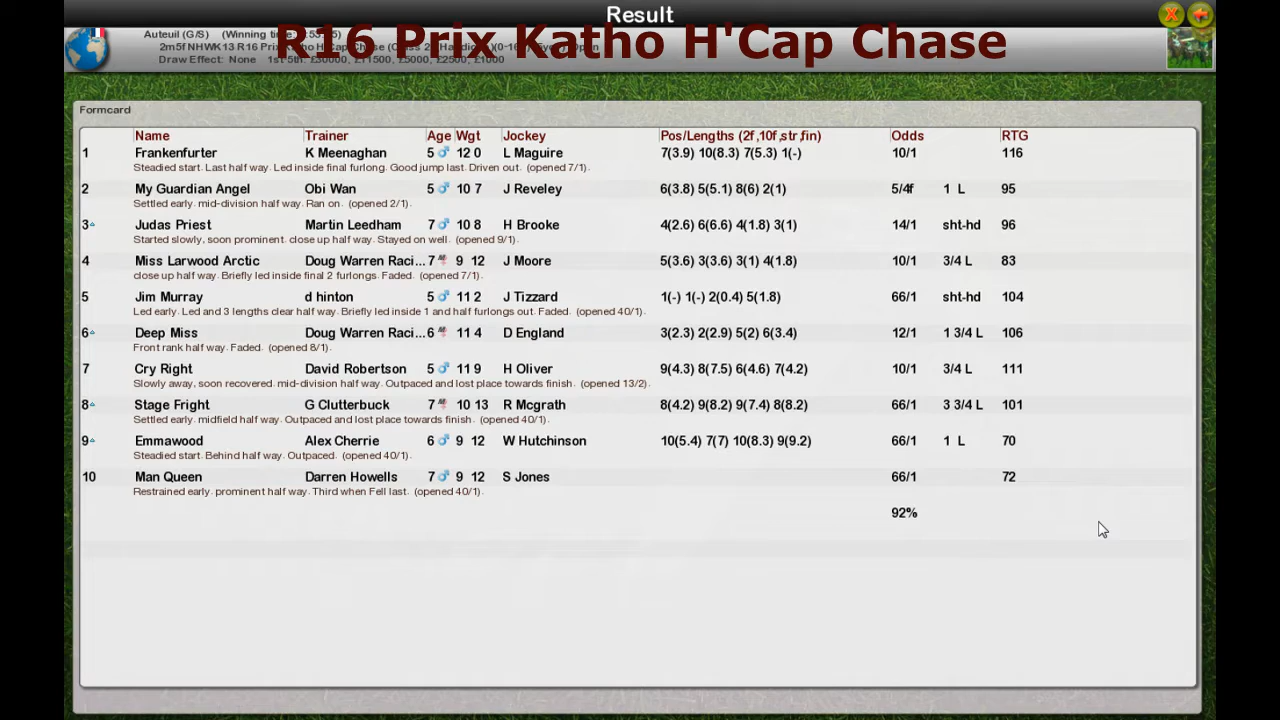 Result
R16 Prix Katho H'Cap Chase
Auteuil (G/S) (Winning time
2m5f NHWK13 R16
Draw Effect: None 1st-5th: £30000, £11500, £5000, £2500, £1000
Formcard
Name Trainer Age Wgt Jockey Pos/Lengths (2f,10f,str,fin) Odds RTG
1 Frankenfurter K Meenaghan 5 12 0 L Maguire 7(3.9) 10(8.3) 7(5.3) 1(-) 10/1 116
Steadied start. Last half way. Led inside final furlong. Good jump last. Driven out. (opened 7/1).
2 My Guardian Angel Obi Wan 5 10 7 J Reveley 6(3.8) 5(5.1) 8(6) 2(1) 5/4f 1 L 95
Settled early. mid-division half way. Ran on. (opened 2/1).
3 Judas Priest Martin Leedham 7 10 8 H Brooke 4(2.6) 6(6.6) 4(1.8) 3(1) 14/1 sht-hd 96
Started slowly, soon prominent. close up half way. Stayed on well. (opened 9/1).
4 Miss Larwood Arctic Doug Warren Raci... 7 9 12 J Moore 5(3.6) 3(3.6) 3(1) 4(1.8) 10/1 3/4 L 83
close up half way. Briefly led inside final 2 furlongs. Faded. (opened 7/1).
5 Jim Murray d hinton 5 11 2 J Tizzard 1(-) 1(-) 2(0.4) 5(1.8) 66/1 sht-hd 104
Led early. Led and 3 lengths clear half way. Briefly led inside 1 and half furlongs out. Faded. (opened 40/1).
6 Deep Miss Doug Warren Raci... 6 11 4 D England 3(2.3) 2(2.9) 5(2) 6(3.4) 12/1 1 3/4 L 106
Front rank half way. Faded. (opened 8/1).
7 Cry Right David Robertson 5 11 9 H Oliver 9(4.3) 8(7.5) 6(4.6) 7(4.2) 10/1 3/4 L 111
Slowly away, soon recovered. mid-division half way. Outpaced and lost place towards finish. (opened 13/2).
8 Stage Fright G Clutterbuck 7 10 13 R Mcgrath 8(4.2) 9(8.2) 9(7.4) 8(8.2) 66/1 3 3/4 L 101
Settled early. midfield half way. Outpaced and lost place towards finish. (opened 40/1).
9 Emmawood Alex Cherrie 6 9 12 W Hutchinson 10(5.4) 7(7) 10(8.3) 9(9.2) 66/1 1 L 70
Steadied start. Behind half way. Outpaced. (opened 40/1).
10 Man Queen Darren Howells 7 9 12 S Jones 66/1 72
Restrained early. prominent half way. Third when Fell last. (opened 40/1).
92%